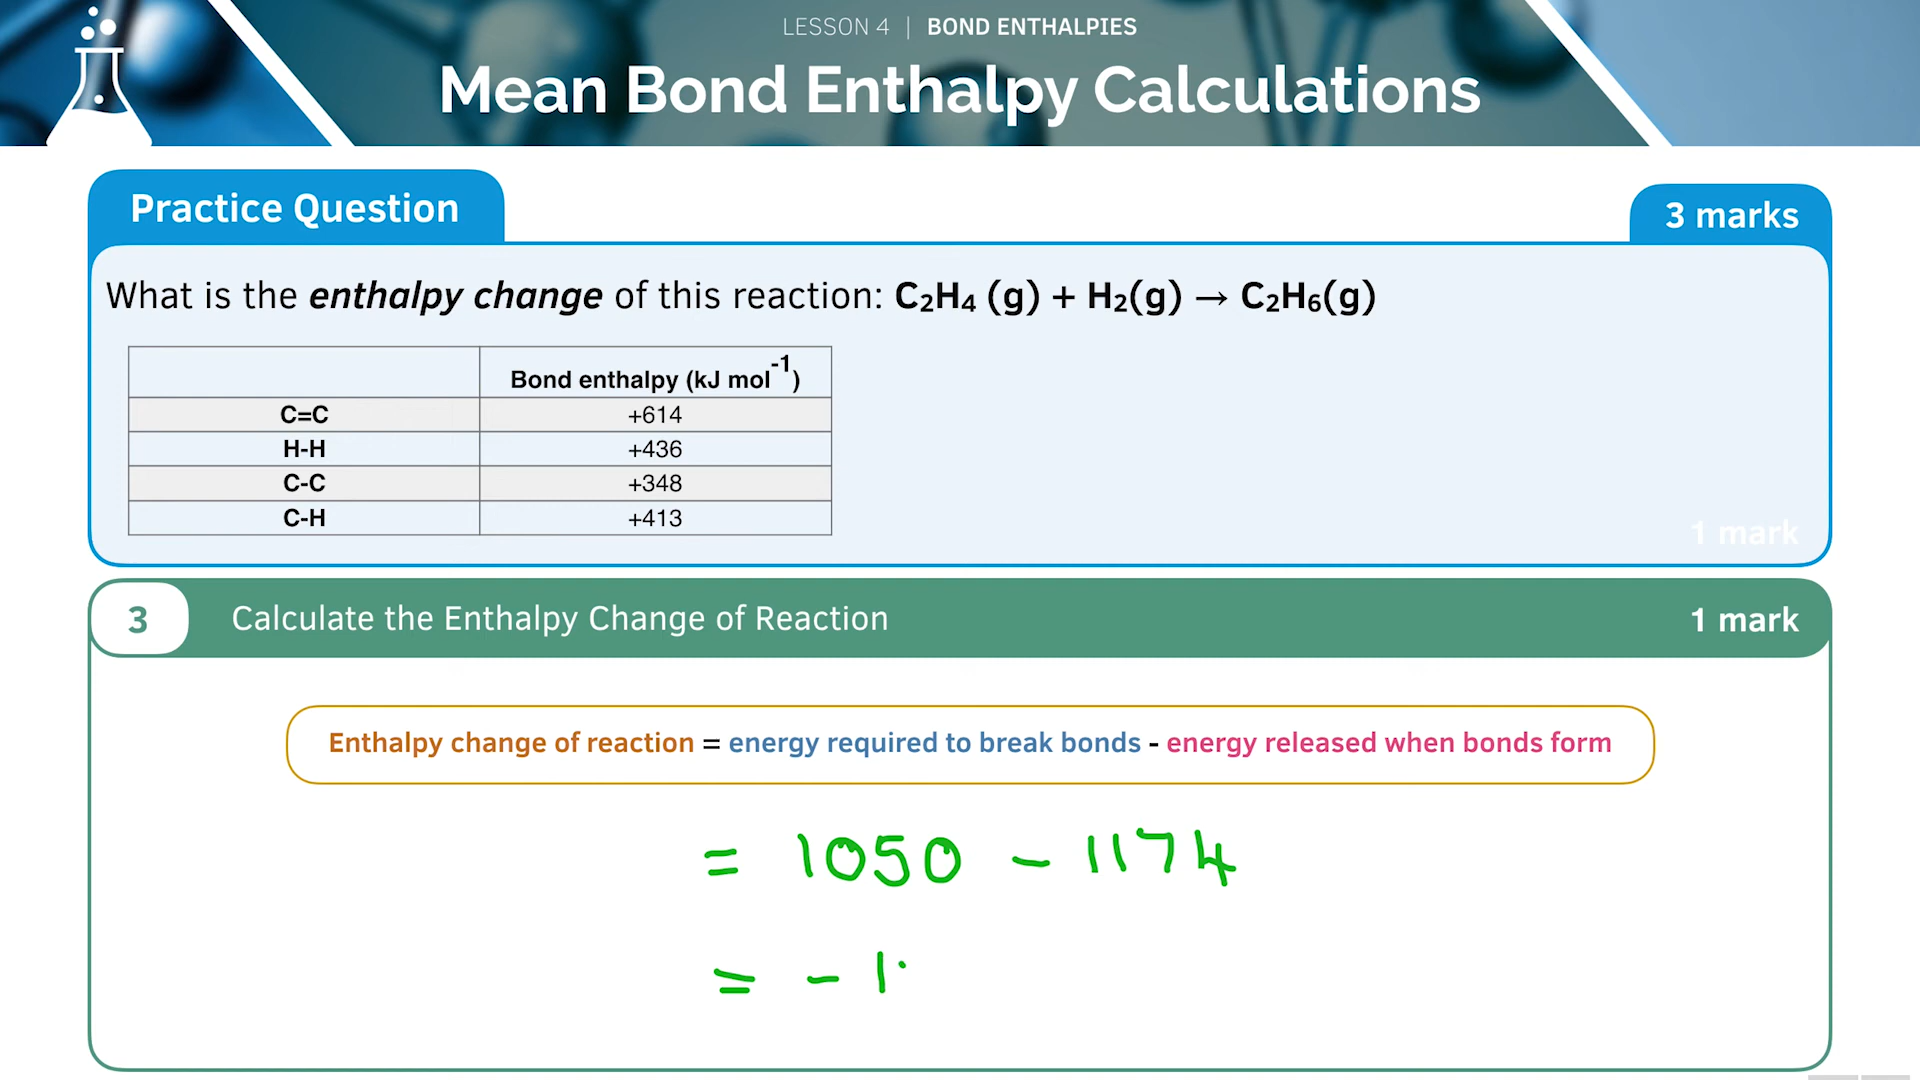 LESSON 4 | BOND ENTHALPIES
Mean Bond Enthalpy Calculations
Practice Question
3 marks
What is the enthalpy change of this reaction: C₂H₄ (g) + H₂(g) → C₂H₆(g)
Bond enthalpy (kJ mol⁻¹)
C=C +614
H-H +436
C-C +348
C-H +413
1 mark
3 Calculate the Enthalpy Change of Reaction 1 mark
Enthalpy change of reaction = energy required to break bonds - energy released when bonds form
= 1050 - 1174
= - 1